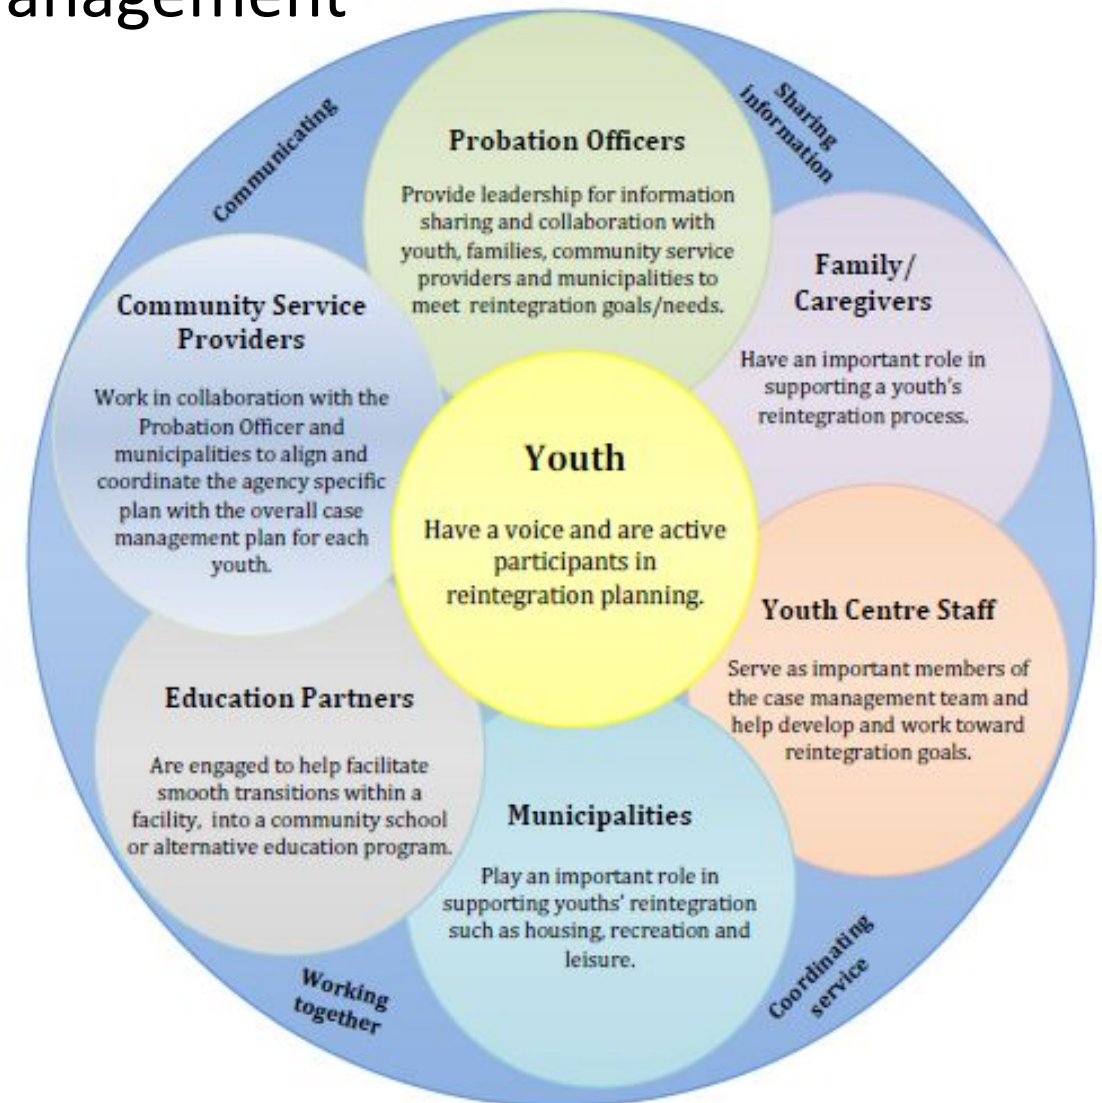 anagement
Communicating
Sharing
information
Probation Officers
Provide leadership for information
sharing and collaboration with
youth, families, community service
providers and municipalities to
meet reintegration goals/needs.
Family/
Caregivers
Have an important role in
supporting a youth's
reintegration process.
Community Service
Providers
Work in collaboration with the
Probation Officer and
municipalities to align and
coordinate the agency specific
plan with the overall case
management plan for each
youth.
Youth
Have a voice and are active
participants in
reintegration planning.
Youth Centre Staff
Serve as important members of
the case management team and
help develop and work toward
reintegration goals.
Education Partners
Are engaged to help facilitate
smooth transitions within a
facility, into a community school
or alternative education program.
Municipalities
Play an important role in
supporting youths' reintegration
such as housing, recreation and
leisure.
Working
together
Coordinating
service